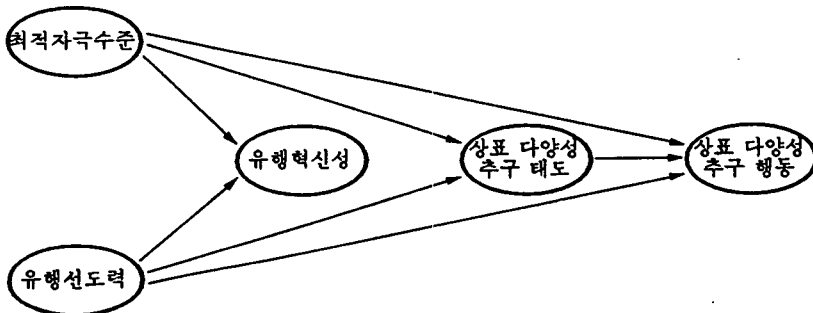 최적자극수준
유행혁신성
상표 다양성
추구 태도
상표 다양성
추구 행동
유행선도력